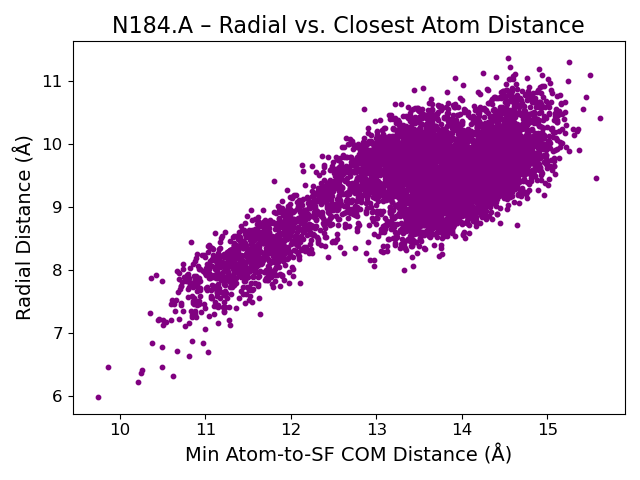 N184.A – Radial vs. Closest Atom Distance
Radial Distance (Å)
11
10
9
8
7
6
10 11 12 13 14 15
Min Atom-to-SF COM Distance (Å)